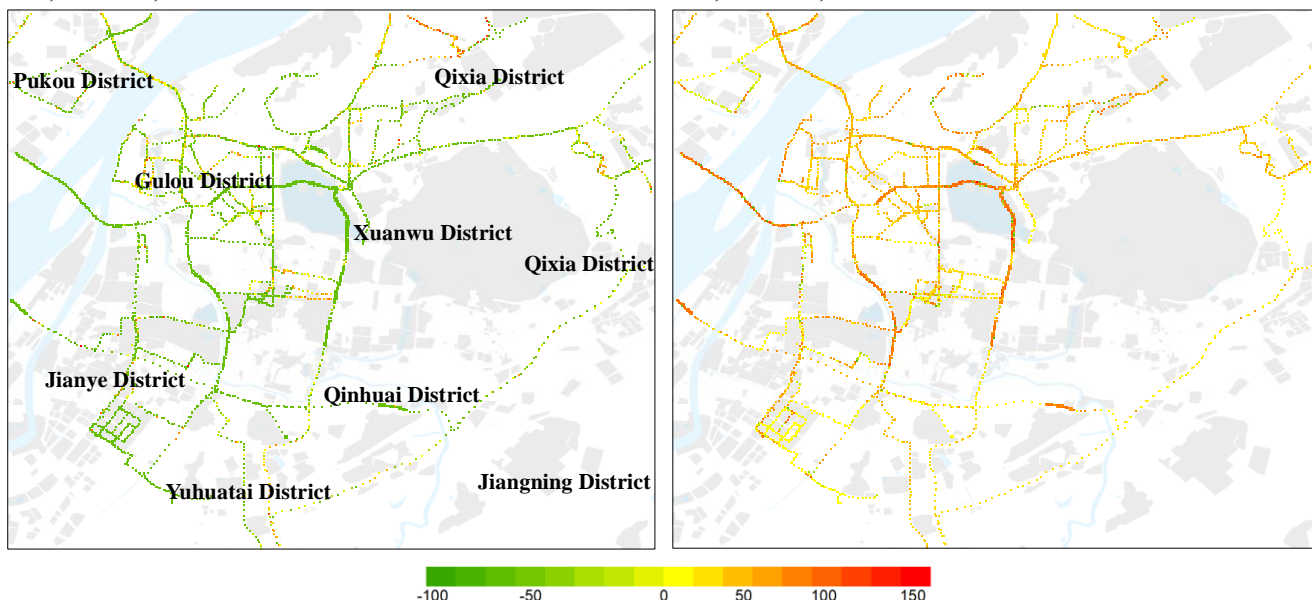 Pukou District
Qixia District
Gulou District
Xuanwu District
Qixia District
Jianye District
Qinhuai District
Jiangning District
Yuhuatai District
-100 -50 0 50 100 150